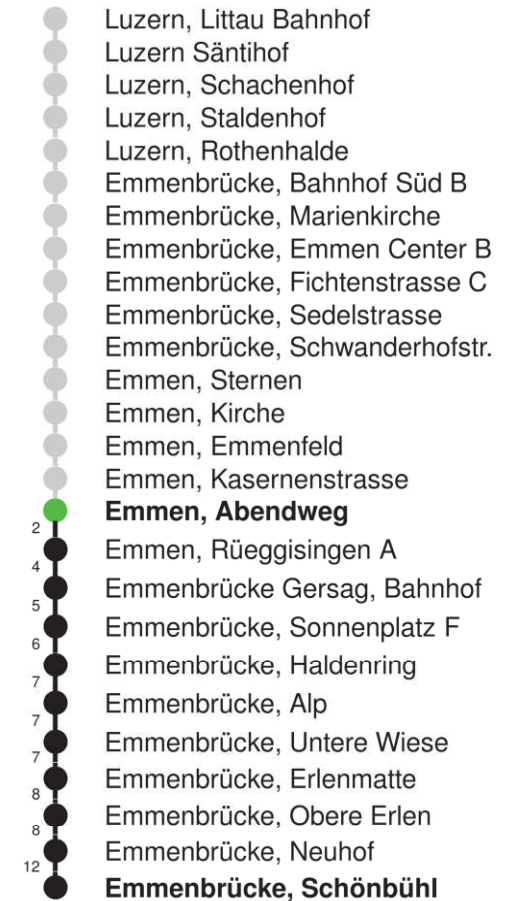 Luzern, Littau Bahnhof
Luzern Säntihof
Luzern, Schachenhof
Luzern, Staldenhof
Luzern, Rothenhalde
Emmenbrücke, Bahnhof Süd B
Emmenbrücke, Marienkirche
Emmenbrücke, Emmen Center B
Emmenbrücke, Fichtenstrasse C
Emmenbrücke, Sedelstrasse
Emmenbrücke, Schwanderhofstr.
Emmen, Sternen
Emmen, Kirche
Emmen, Emmenfeld
Emmen, Kasernenstrasse
Emmen, Abendweg
2
Emmen, Rüeggisingen A
4
Emmenbrücke Gersag, Bahnhof
5
Emmenbrücke, Sonnenplatz F
6
Emmenbrücke, Haldenring
7
Emmenbrücke, Alp
7
Emmenbrücke, Untere Wiese
7
Emmenbrücke, Erlenmatte
8
Emmenbrücke, Obere Erlen
8
Emmenbrücke, Neuhof
12
Emmenbrücke, Schönbühl